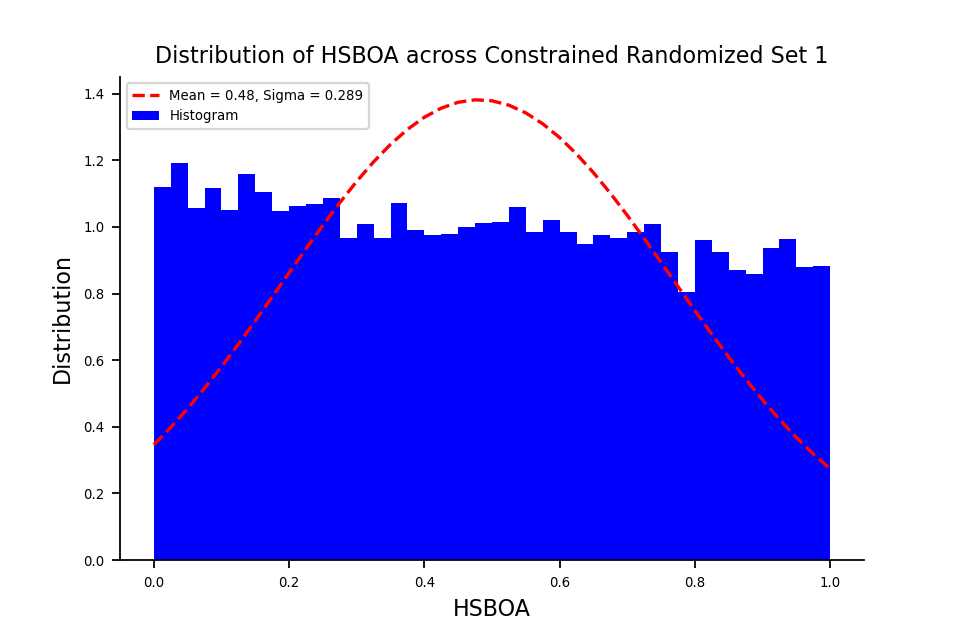 Distribution of HSBOA across Constrained Randomized Set 1
Mean = 0.48, Sigma = 0.289
Histogram
1.4
1.2
1.0
0.8
0.6
0.4
0.2
0.0
Distribution
0.0 0.2 0.4 0.6 0.8 1.0
HSBOA